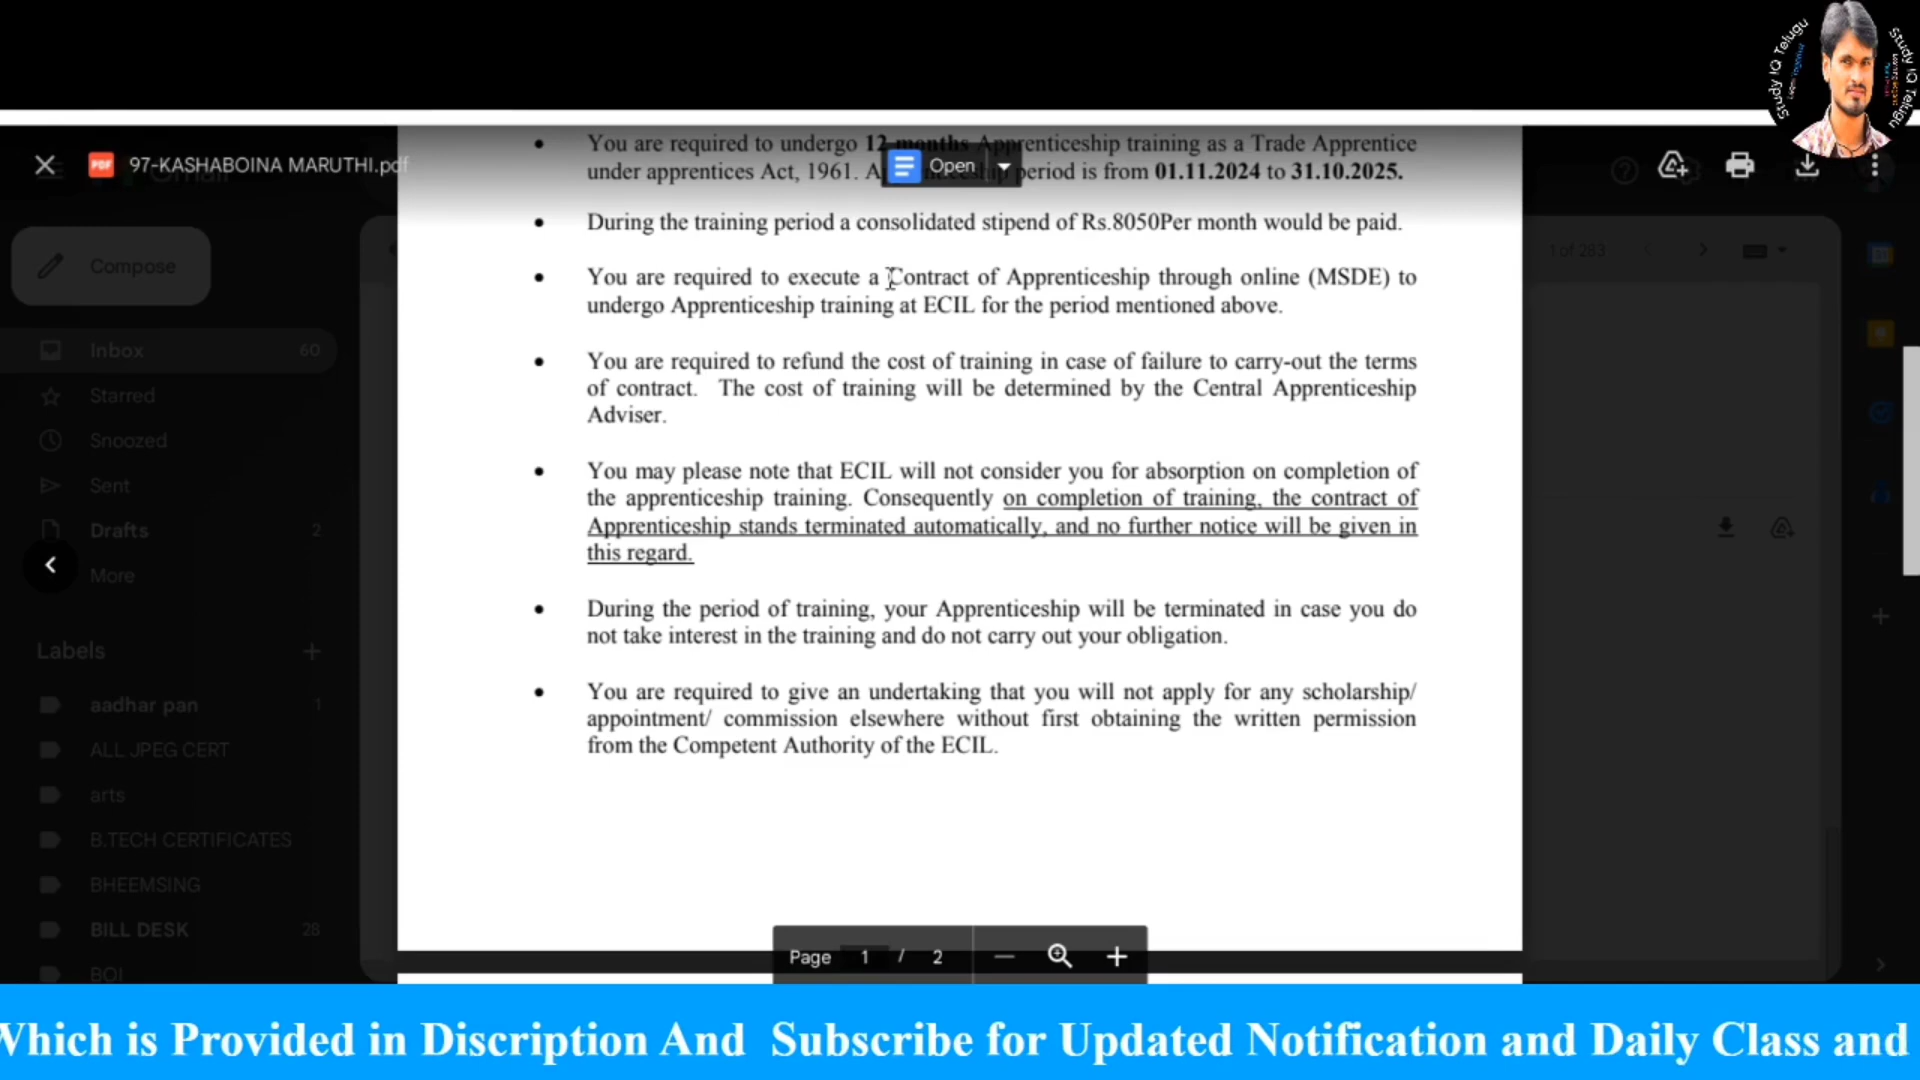 Study IQ Telugu
Study IQ Telugu
PDF
97-KASHABOINA MARUTHI.pdf
Open
You are required to undergo 12 months Apprenticeship training as a Trade Apprentice
under apprentices Act, 1961. period is from 01.11.2024 to 31.10.2025.
During the training period a consolidated stipend of Rs.8050Per month would be paid.
You are required to execute a Contract of Apprenticeship through online (MSDE) to
undergo Apprenticeship training at ECIL for the period mentioned above.
You are required to refund the cost of training in case of failure to carry-out the terms
of contract. The cost of training will be determined by the Central Apprenticeship
Adviser.
You may please note that ECIL will not consider you for absorption on completion of
the apprenticeship training. Consequently on completion of training, the contract of
Apprenticeship stands terminated automatically, and no further notice will be given in
this regard.
During the period of training, your Apprenticeship will be terminated in case you do
not take interest in the training and do not carry out your obligation.
You are required to give an undertaking that you will not apply for any scholarship/
appointment/ commission elsewhere without first obtaining the written permission
from the Competent Authority of the ECIL.
Compose
Inbox 60
Starred
Snoozed
Sent
Drafts 2
More
Labels
aadhar pan 1
ALL JPEG CERT
arts
B.TECH CERTIFICATES
BHEEMSING
BILL DESK 28
BOI
1 of 283
Page 1 / 2
Which is Provided in Discription And Subscribe for Updated Notification and Daily Class and